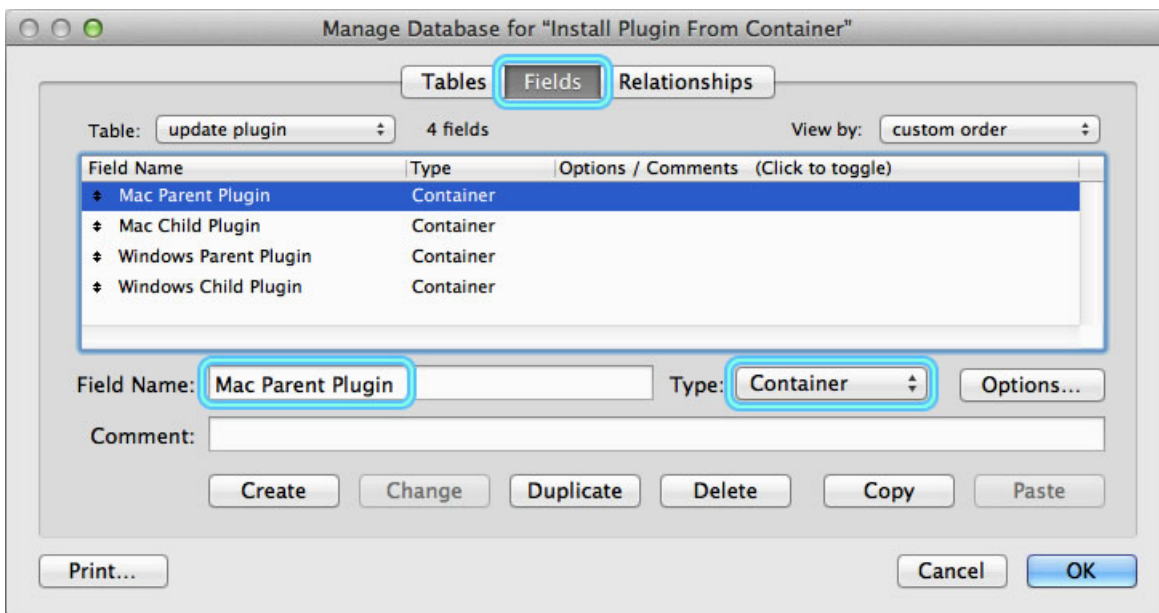 Manage Database for “Install Plugin From Container”
Tables Fields Relationships
Table: update plugin 4 fields View by: custom order
Field Name Type Options / Comments (Click to toggle)
Mac Parent Plugin Container
Mac Child Plugin Container
Windows Parent Plugin Container
Windows Child Plugin Container
Field Name: Mac Parent Plugin Type: Container Options...
Comment:
Create Change Duplicate Delete Copy Paste
Print... Cancel OK